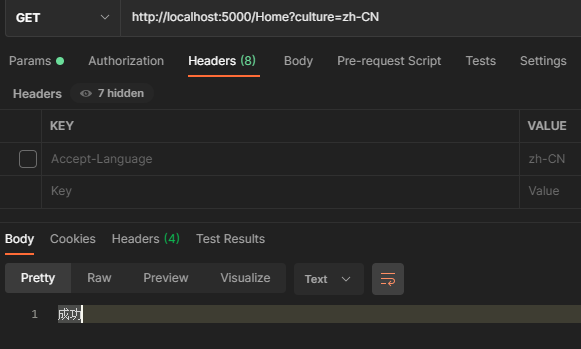 GET http://localhost:5000/Home?culture=zh-CN
Params Authorization Headers (8) Body Pre-request Script Tests Settings
Headers 7 hidden
KEY VALUE
Accept-Language zh-CN
Key Value
Body Cookies Headers (4) Test Results
Pretty Raw Preview Visualize Text
1 成功